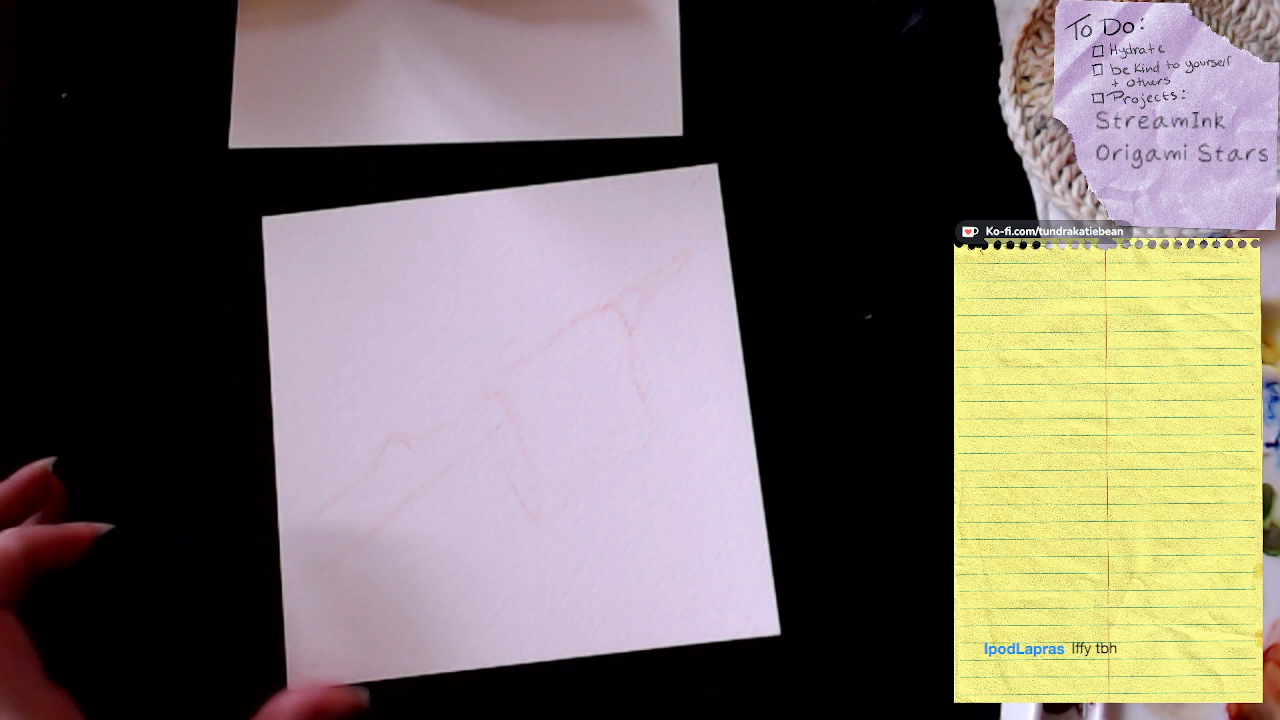 To Do:
Hydrate
be Kind to yourself
+ others
Projects:
StreamInk
Origami Stars
Ko-fi.com/tundrakatiebean
IpodLapras Iffy tbh